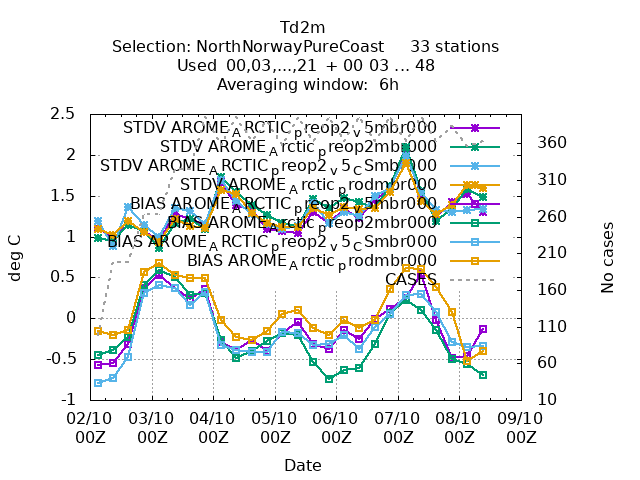 Td2m
Selection: NorthNorwayPureCoast 33 stations
Used 00,03,...,21 + 00 03 ... 48
Averaging window: 6h
STDV AROME_ARCTIC_preop2_v5mbr000
STDV AROME_Arctic_preop2mbr000
STDV AROME_ARCTIC_preop2_v5_CSmbr000
STDV AROME_Arctic_prodmbr000
BIAS AROME_ARCTIC_preop2_v5mbr000
BIAS AROME_Arctic_preop2mbr000
BIAS AROME_ARCTIC_preop2_v5_CSmbr000
BIAS AROME_Arctic_prodmbr000
CASES
deg C
2.5
2
1.5
1
0.5
0
-0.5
-1
No cases
360
310
260
210
160
110
60
10
02/10 03/10 04/10 05/10 06/10 07/10 08/10 09/10
00Z 00Z 00Z 00Z 00Z 00Z 00Z 00Z
Date